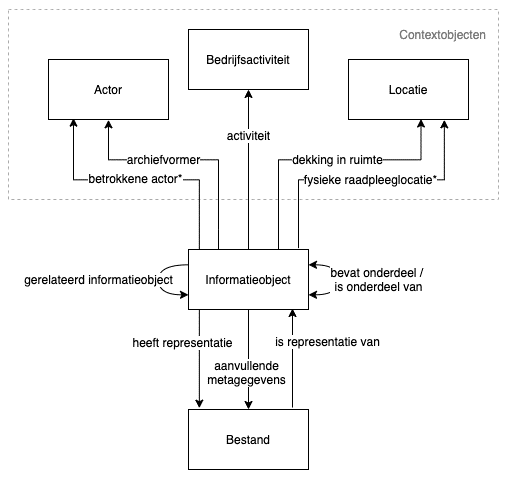 Contextobjecten
Bedrijfsactiviteit
Actor
Locatie
activiteit
archiefvormer
dekking in ruimte
betrokkene actor*
fysieke raadpleeglocatie*
gerelateerd informatieobject
Informatieobject
bevat onderdeel /
is onderdeel van
heeft representatie
is representatie van
aanvullende
metagegevens
Bestand